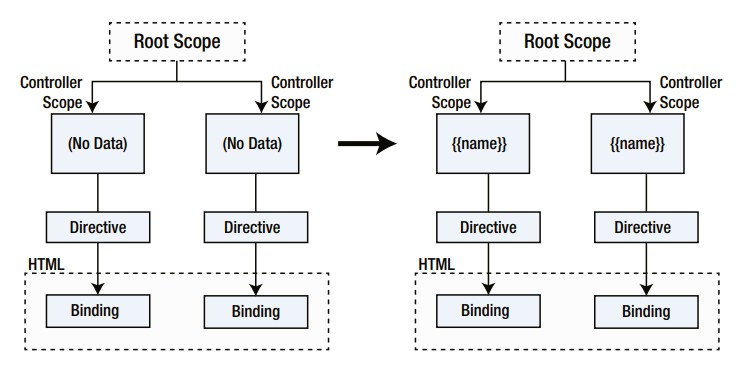 Root Scope
Controller
Scope
Controller
Scope
(No Data)
(No Data)
Directive
Directive
HTML
Binding
Binding
Root Scope
Controller
Scope
Controller
Scope
{{name}}
{{name}}
Directive
Directive
HTML
Binding
Binding